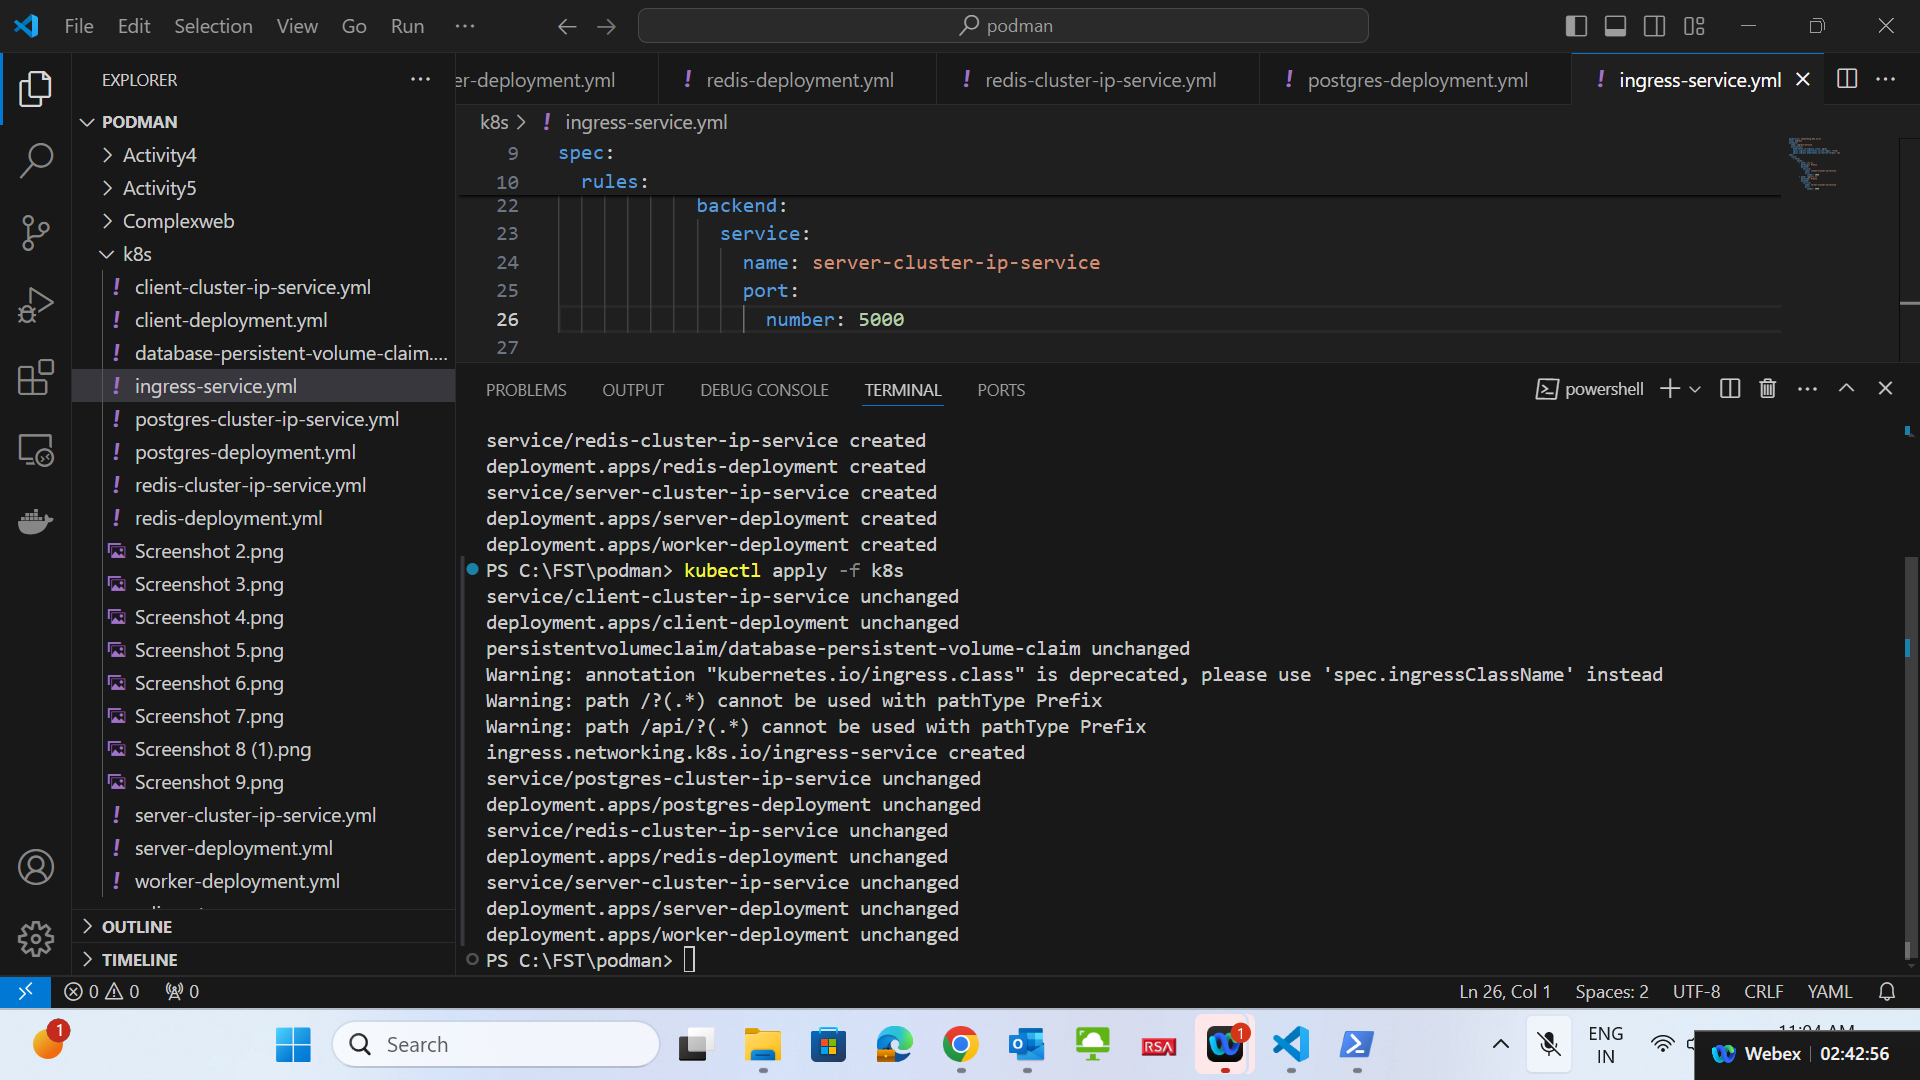 File Edit Selection View Go Run ···
podman
EXPLORER
er-deployment.yml
redis-deployment.yml
redis-cluster-ip-service.yml
postgres-deployment.yml
ingress-service.yml
PODMAN
Activity4
Activity5
Complexweb
k8s
client-cluster-ip-service.yml
client-deployment.yml
database-persistent-volume-claim....
ingress-service.yml
postgres-cluster-ip-service.yml
postgres-deployment.yml
redis-cluster-ip-service.yml
redis-deployment.yml
Screenshot 2.png
Screenshot 3.png
Screenshot 4.png
Screenshot 5.png
Screenshot 6.png
Screenshot 7.png
Screenshot 8 (1).png
Screenshot 9.png
server-cluster-ip-service.yml
server-deployment.yml
worker-deployment.yml
OUTLINE
TIMELINE
k8s > ! ingress-service.yml
9 spec:
10 rules:
22 backend:
23 service:
24 name: server-cluster-ip-service
25 port:
26 number: 5000
27
PROBLEMS OUTPUT DEBUG CONSOLE TERMINAL PORTS
powershell
service/redis-cluster-ip-service created
deployment.apps/redis-deployment created
service/server-cluster-ip-service created
deployment.apps/server-deployment created
deployment.apps/worker-deployment created
PS C:\FST\podman> kubectl apply -f k8s
service/client-cluster-ip-service unchanged
deployment.apps/client-deployment unchanged
persistentvolumeclaim/database-persistent-volume-claim unchanged
Warning: annotation "kubernetes.io/ingress.class" is deprecated, please use 'spec.ingressClassName' instead
Warning: path /?(.*) cannot be used with pathType Prefix
Warning: path /api/?(.*) cannot be used with pathType Prefix
ingress.networking.k8s.io/ingress-service created
service/postgres-cluster-ip-service unchanged
deployment.apps/postgres-deployment unchanged
service/redis-cluster-ip-service unchanged
deployment.apps/redis-deployment unchanged
service/server-cluster-ip-service unchanged
deployment.apps/server-deployment unchanged
deployment.apps/worker-deployment unchanged
PS C:\FST\podman>
0 0 0
Ln 26, Col 1 Spaces: 2 UTF-8 CRLF YAML
1
Search
RSA
1
ENG
IN
Webex 02:42:56